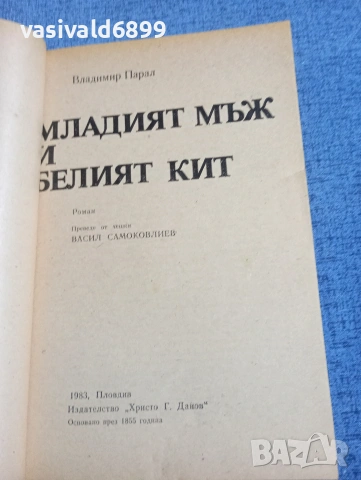 vasivald6899
Владимир Парал
МЛАДИЯТ МЪЖ
И
БЕЛИЯТ КИТ
Роман
Преведе от чешки
ВАСИЛ САМОКОВЛИЕВ
1983, Пловдив
Издателство „Христо Г. Данов“
Основано през 1855 година
bazar